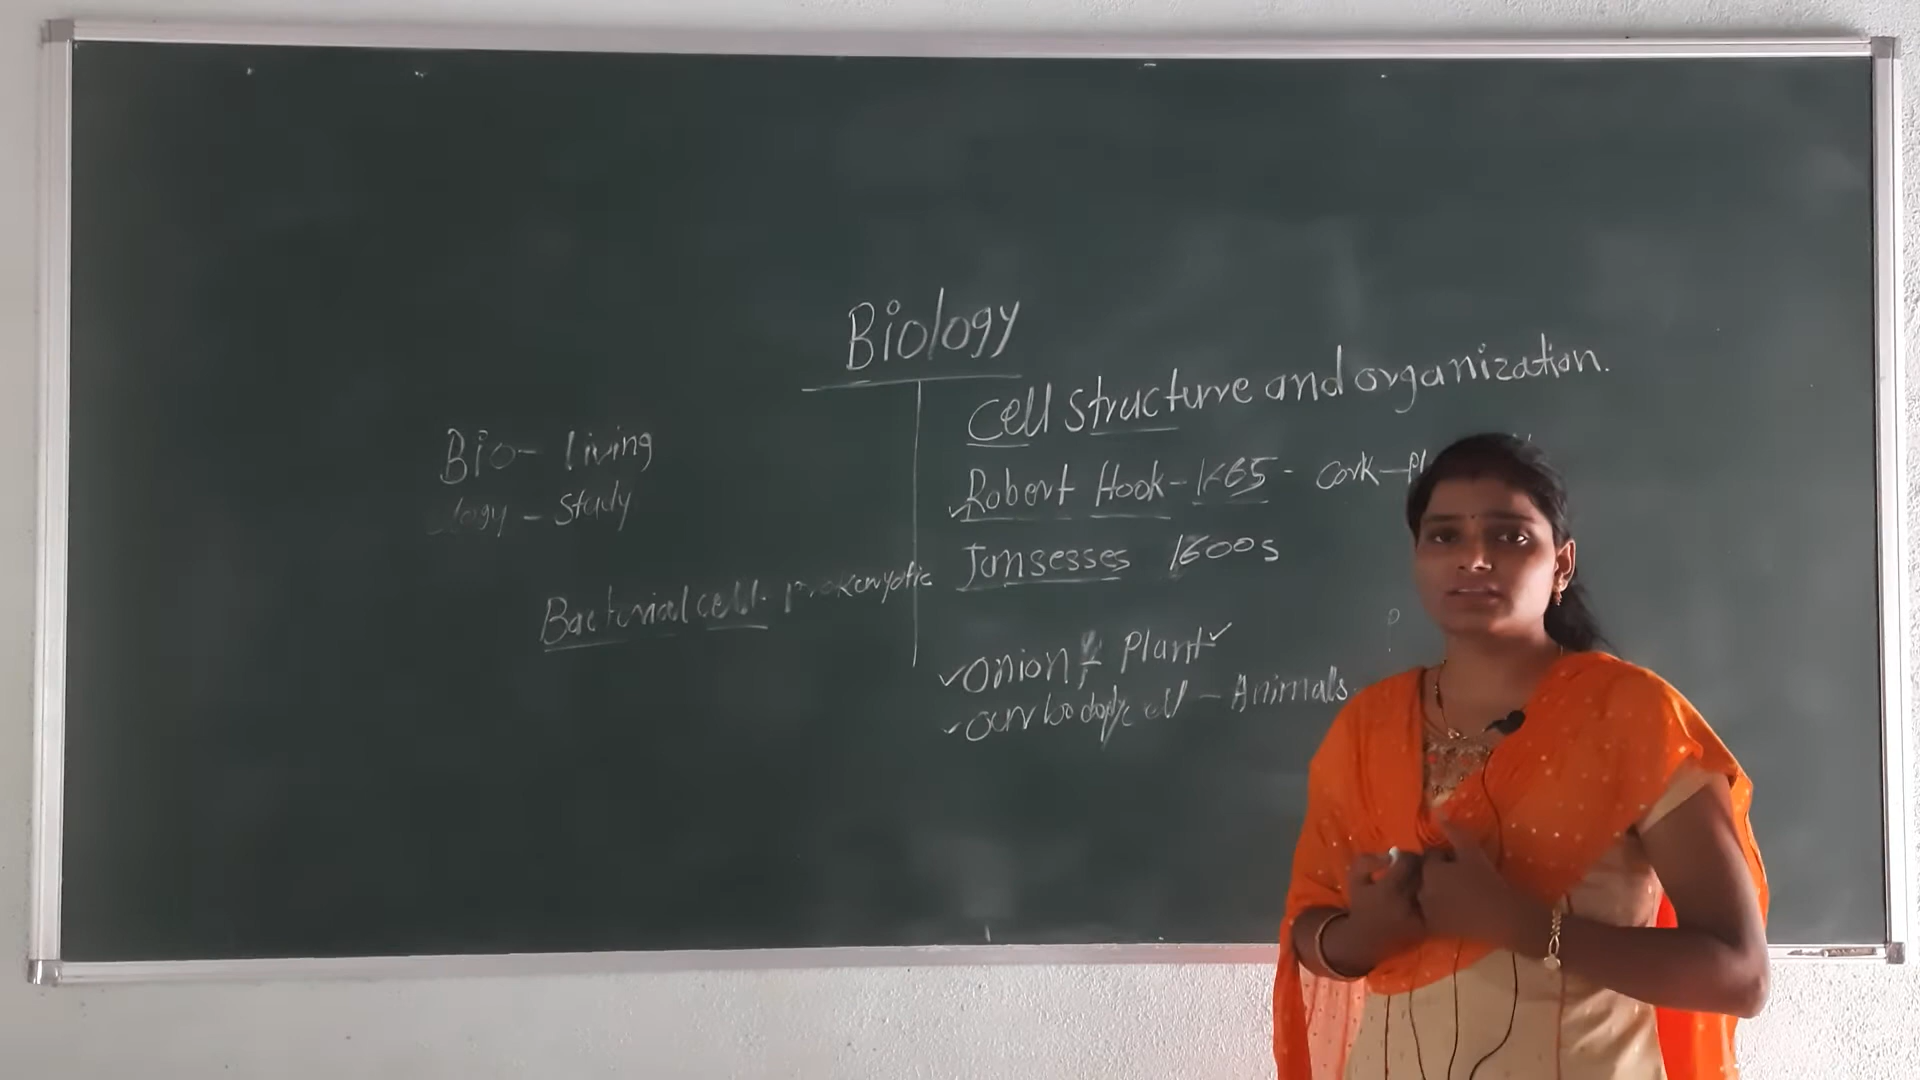 Biology
Bio- living
logy - Study
Bacterial cell- prokaryotic
Cell structure and organization.
Robert Hook - 1665 - cork -
Jansesses 1600s
onion Plant
our body cell - Animals